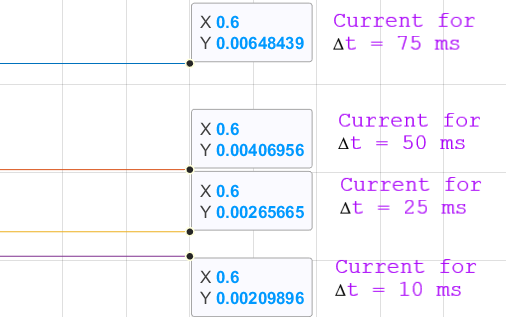 X 0.6
Y 0.00648439
Current for
Δt = 75 ms
X 0.6
Y 0.00406956
Current for
Δt = 50 ms
X 0.6
Y 0.00265665
Current for
Δt = 25 ms
X 0.6
Y 0.00209896
Current for
Δt = 10 ms